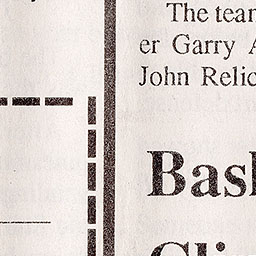 The team
er Garry A
John Relic
Bas